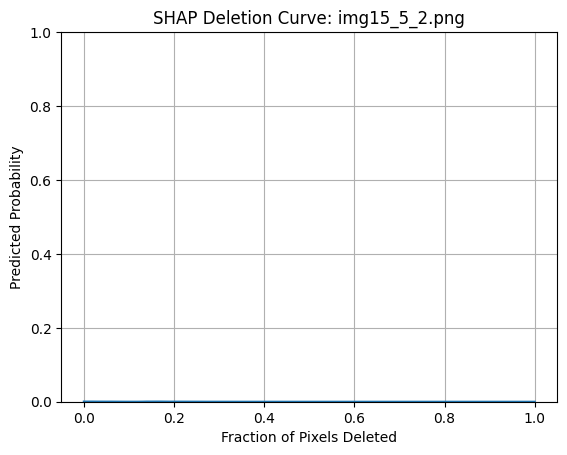 SHAP Deletion Curve: img15_5_2.png
1.0
0.8
0.6
0.4
0.2
0.0
Predicted Probability
0.0 0.2 0.4 0.6 0.8 1.0
Fraction of Pixels Deleted